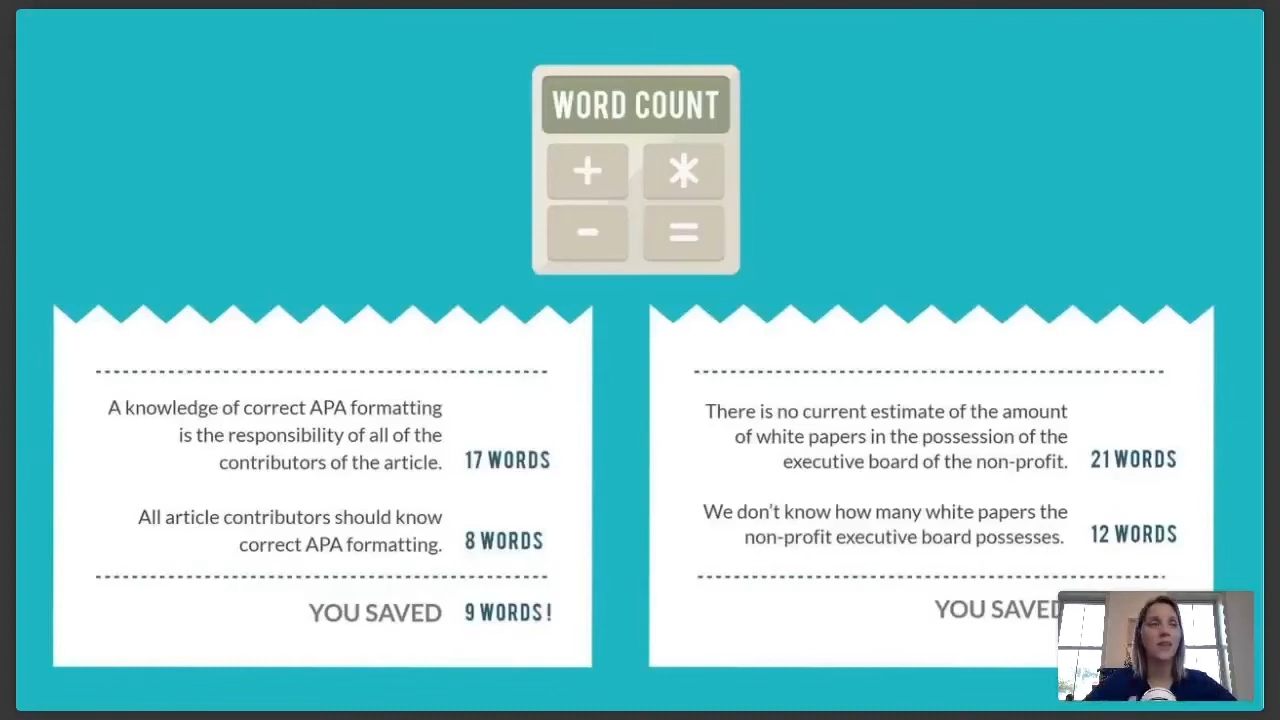 WORD COUNT
+ *
- =
A knowledge of correct APA formatting
is the responsibility of all of the
contributors of the article. 17 WORDS
All article contributors should know
correct APA formatting. 8 WORDS
YOU SAVED 9 WORDS!
There is no current estimate of the amount
of white papers in the possession of the
executive board of the non-profit. 21 WORDS
We don't know how many white papers the
non-profit executive board possesses. 12 WORDS
YOU SAVED